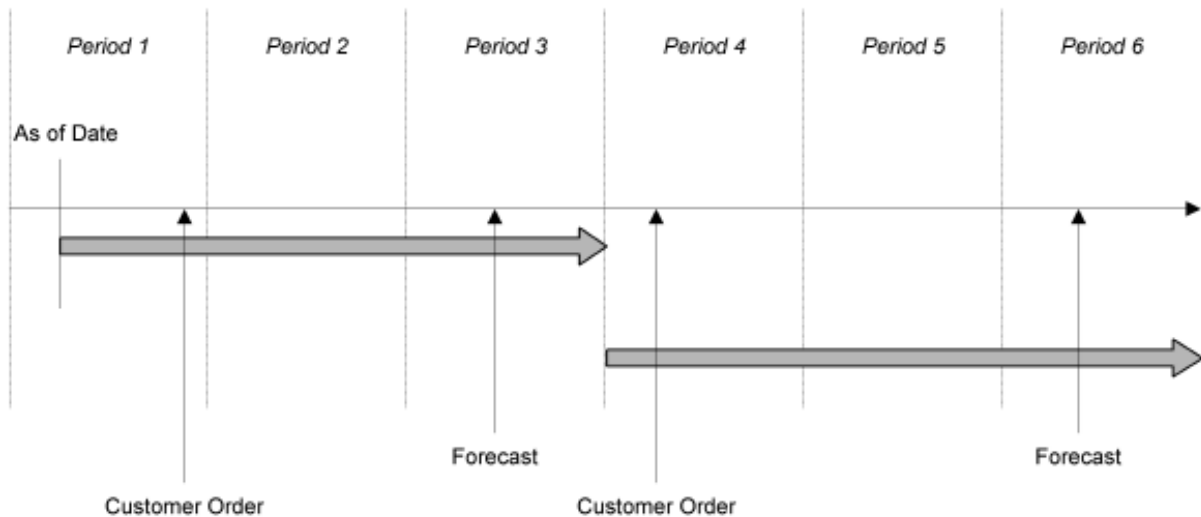 Period 1 Period 2 Period 3 Period 4 Period 5 Period 6
As of Date
Forecast Forecast
Customer Order Customer Order